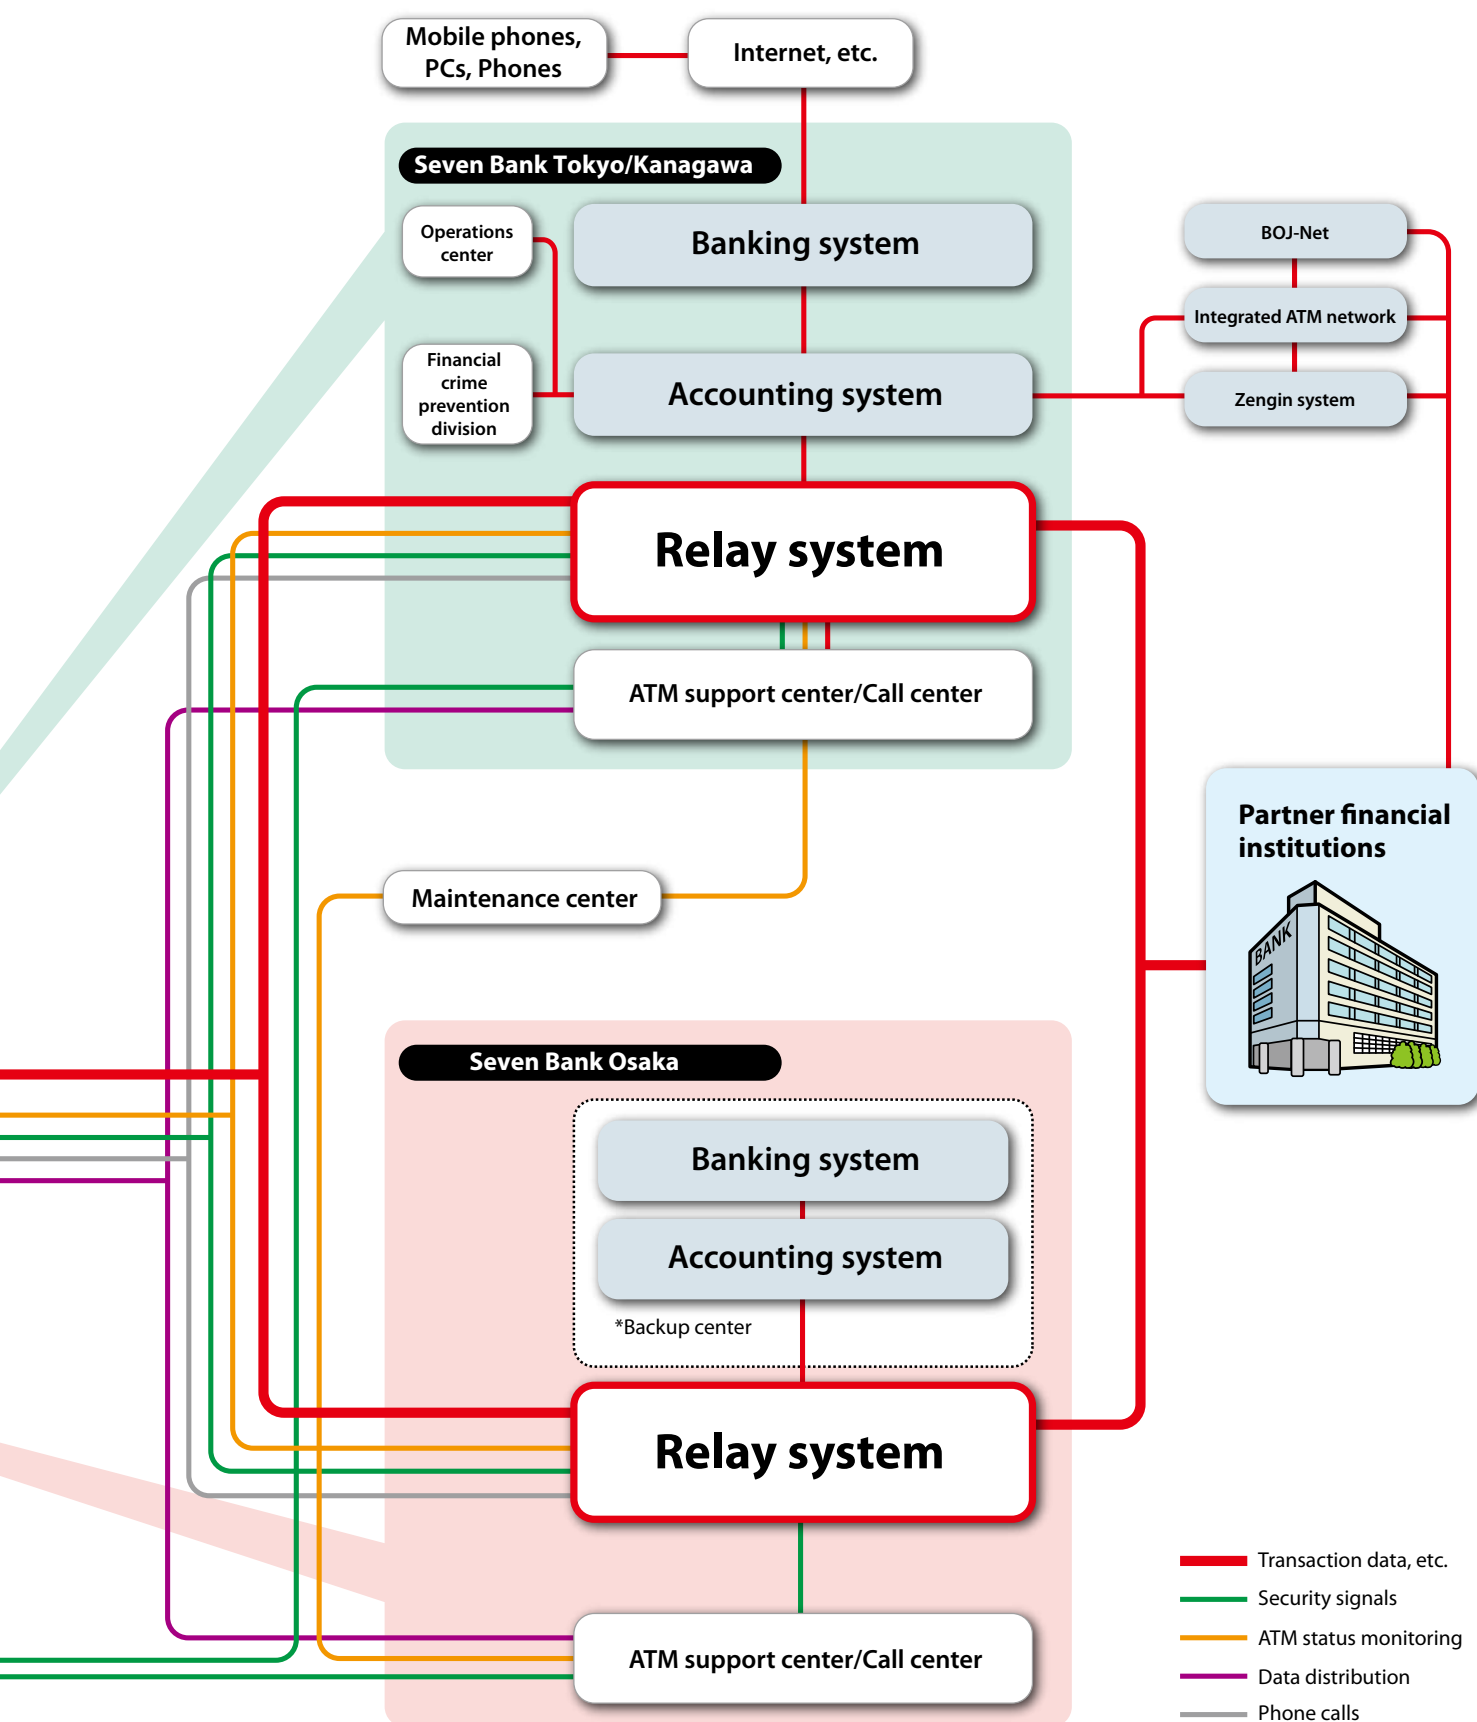 Mobile phones,
PCs, Phones
Internet, etc.
Seven Bank Tokyo/Kanagawa
Operations
center
Banking system
BOJ-Net
Integrated ATM network
Financial
crime
prevention
division
Accounting system
Zengin system
Relay system
ATM support center/Call center
Partner financial
institutions
BANK
Maintenance center
Seven Bank Osaka
Banking system
Accounting system
*Backup center
Relay system
ATM support center/Call center
Transaction data, etc.
Security signals
ATM status monitoring
Data distribution
Phone calls